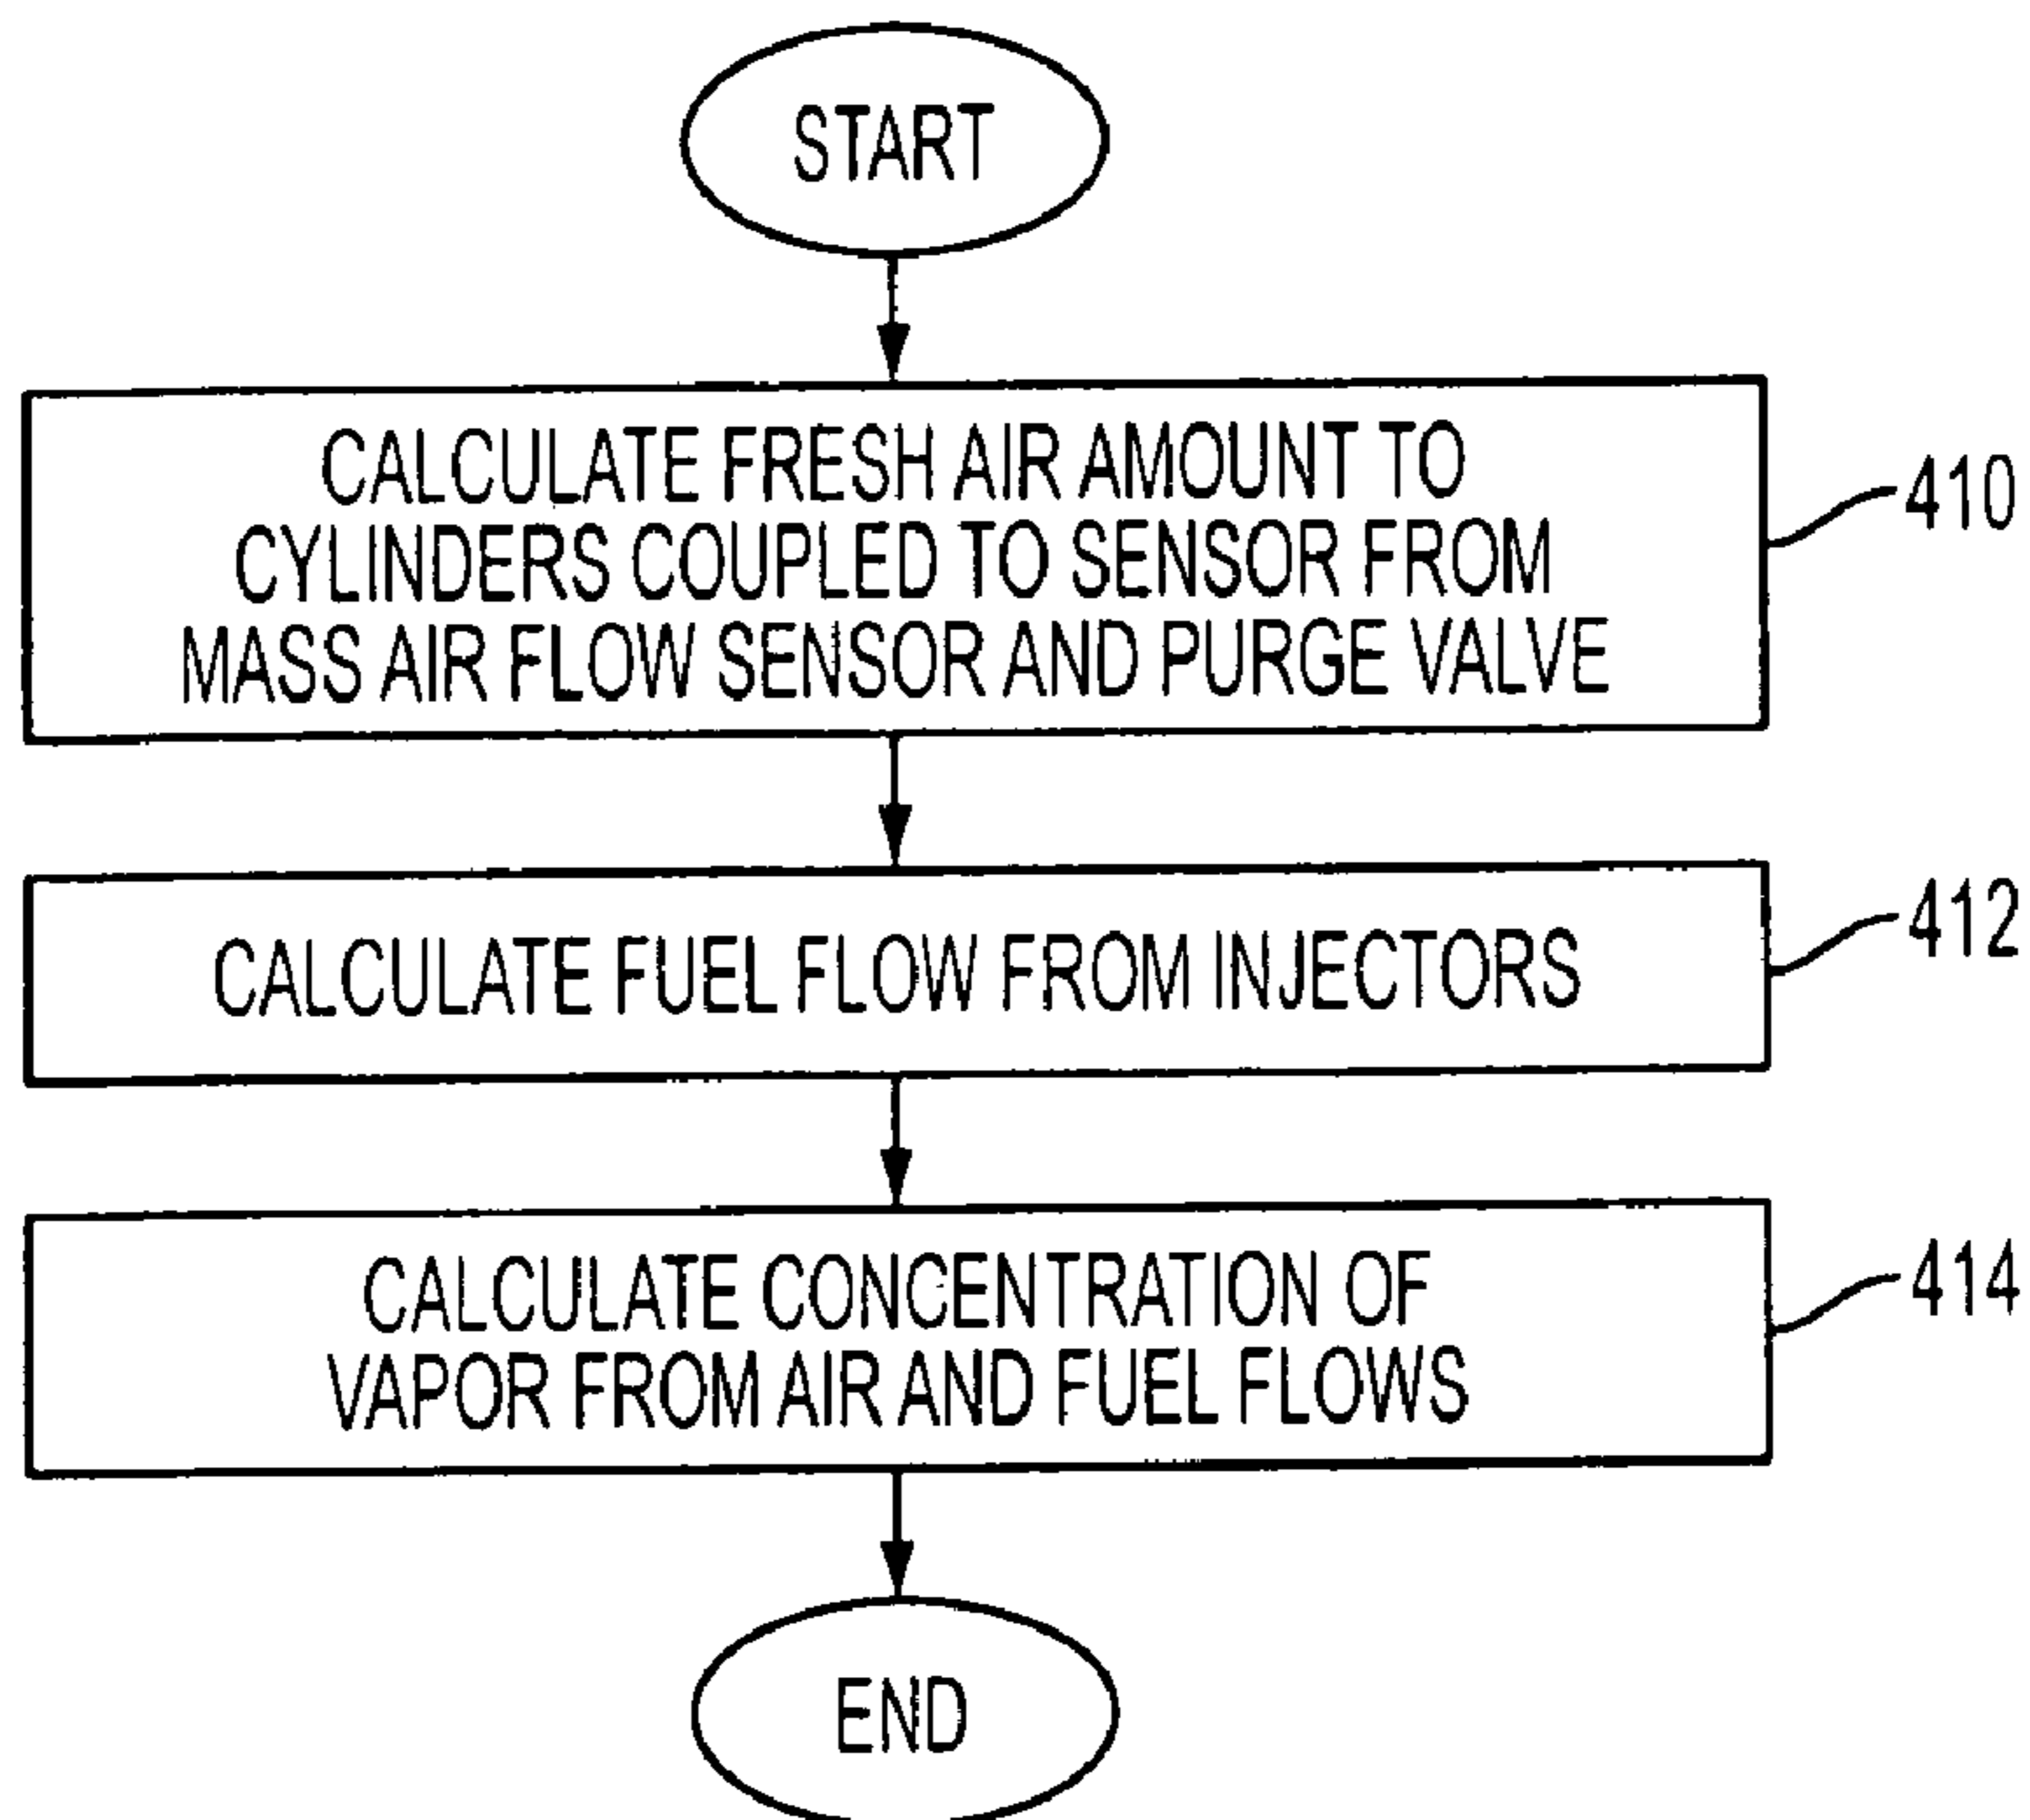 START
CALCULATE FRESH AIR AMOUNT TO
CYLINDERS COUPLED TO SENSOR FROM
MASS AIR FLOW SENSOR AND PURGE VALVE
410
CALCULATE FUEL FLOW FROM INJECTORS
412
CALCULATE CONCENTRATION OF
VAPOR FROM AIR AND FUEL FLOWS
414
END